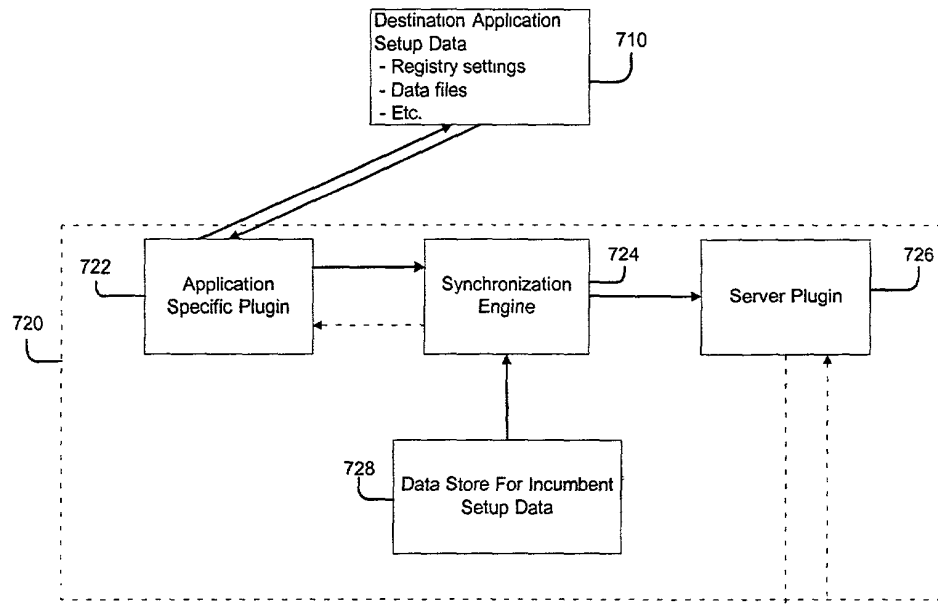 Destination Application
Setup Data
- Registry settings
- Data files
- Etc.
710
722
Application
Specific Plugin
Synchronization
Engine
724
Server Plugin
726
720
728
Data Store For Incumbent
Setup Data